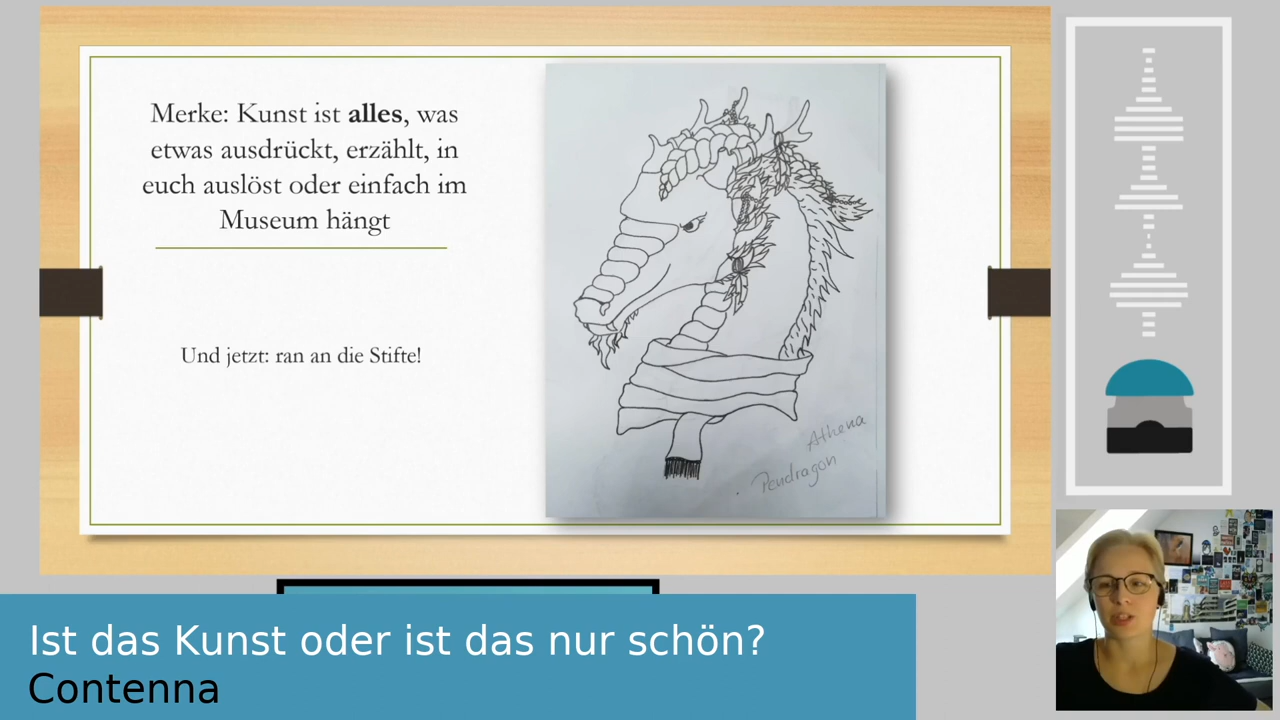 Merke: Kunst ist alles, was
etwas ausdrückt, erzählt, in
euch auslöst oder einfach im
Museum hängt
Und jetzt: ran an die Stifte!
Athena
Pendragon
Ist das Kunst oder ist das nur schön?
Contenna